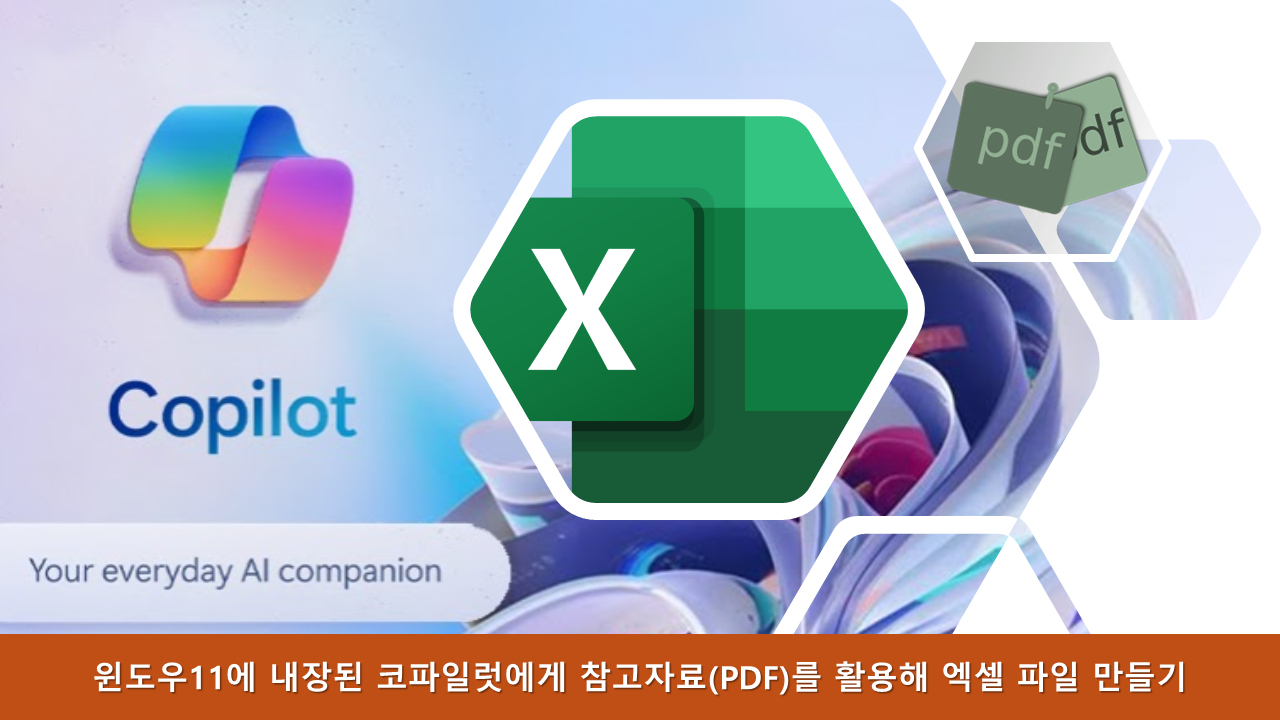 pdf
df
X
Copilot
Your everyday AI companion
윈도우11에 내장된 코파일럿에게 참고자료(PDF)를 활용해 엑셀 파일 만들기